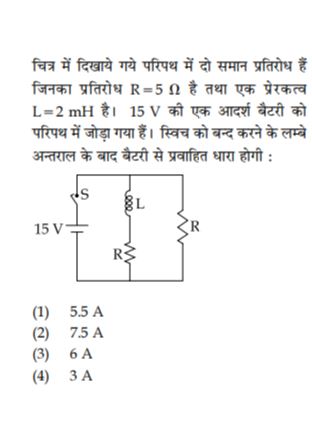 चित्र में दिखाये गये परिपथ में दो समान प्रतिरोध हैं
जिनका प्रतिरोध R=5 Ω है तथा एक प्रेरकत्व
L=2 mH है। 15 V की एक आदर्श बैटरी को
परिपथ में जोड़ा गया हैं। स्विच को बन्द करने के लम्बे
अन्तराल के बाद बैटरी से प्रवाहित धारा होगी :
S
L
15 V
R
R
(1) 5.5 A
(2) 7.5 A
(3) 6 A
(4) 3 A